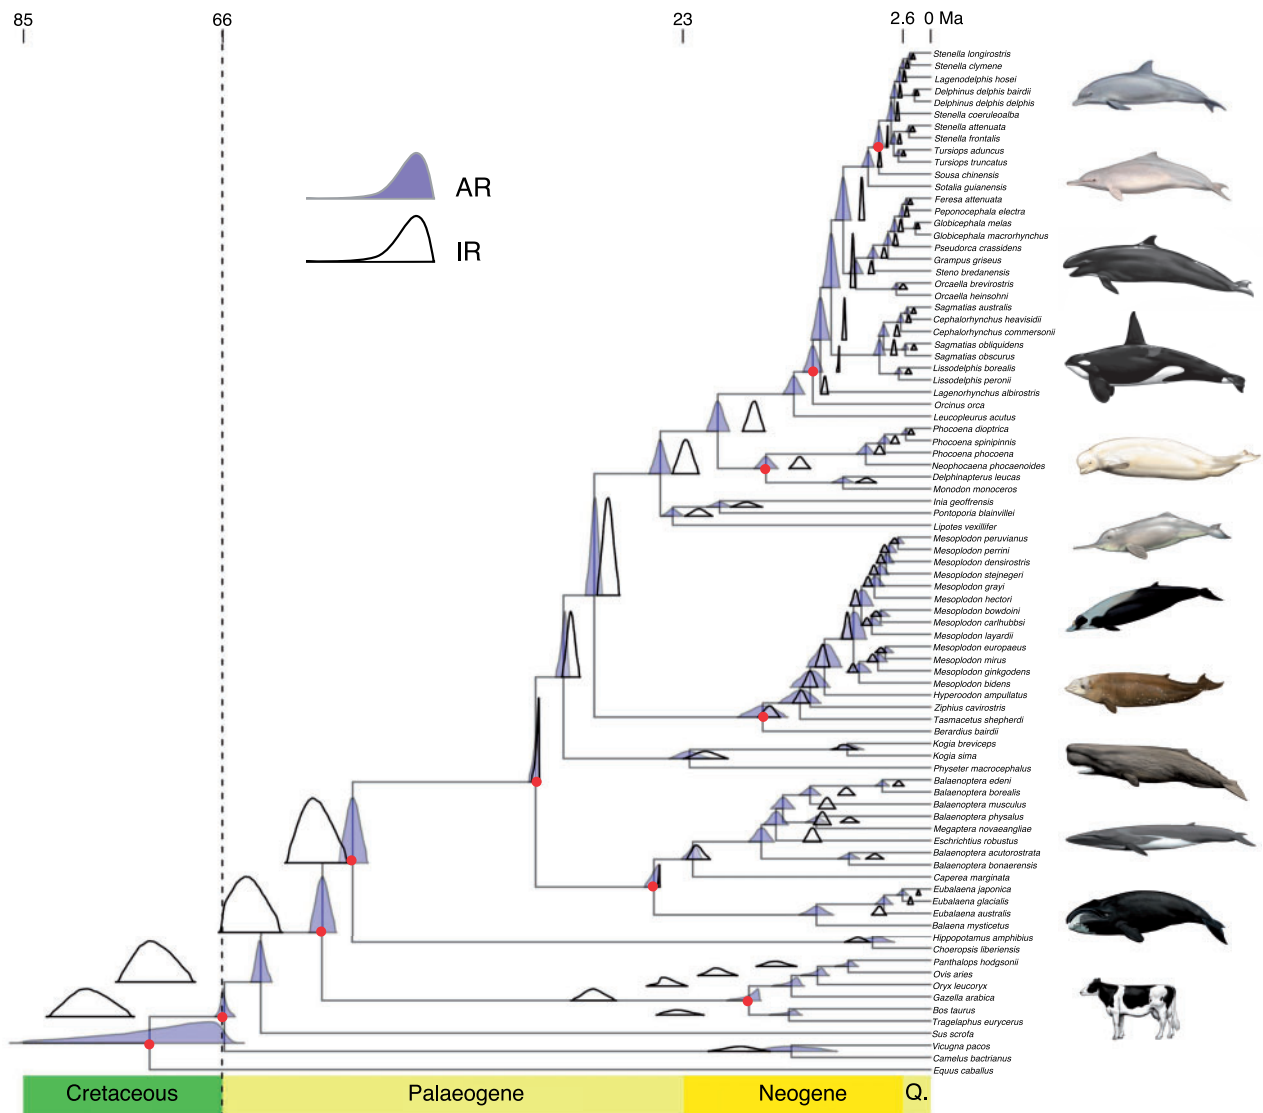 85
66
23
2.6
0 Ma
AR
IR
Stenella longirostris
Stenella clymene
Lagenodelphis hosei
Delphinus delphis bairdii
Delphinus delphis delphis
Stenella coeruleoalba
Stenella attenuata
Stenella frontalis
Tursiops aduncus
Tursiops truncatus
Sousa chinensis
Sotalia guianensis
Feresa attenuata
Peponocephala electra
Globicephala melas
Globicephala macrorhynchus
Pseudorca crassidens
Grampus griseus
Steno bredanensis
Orcaella brevirostris
Orcaella heinsohni
Sagmatias australis
Cephalorhynchus heavisidii
Cephalorhynchus commersonii
Sagmatias obliquidens
Sagmatias obscurus
Lissodelphis borealis
Lissodelphis peronii
Lagenorhynchus albirostris
Orcinus orca
Leucopleurus acutus
Phocoena dioptrica
Phocoena spinipinnis
Phocoena phocoena
Neophocaena phocaenoides
Delphinapterus leucas
Monodon monoceros
Inia geoffrensis
Pontoporia blainvillei
Lipotes vexillifer
Mesoplodon peruvianus
Mesoplodon perrini
Mesoplodon densirostris
Mesoplodon stejnegeri
Mesoplodon grayi
Mesoplodon hectori
Mesoplodon bowdoini
Mesoplodon carlhubbsi
Mesoplodon layardii
Mesoplodon europaeus
Mesoplodon mirus
Mesoplodon ginkgodens
Mesoplodon bidens
Hyperoodon ampullatus
Ziphius cavirostris
Tasmacetus shepherdi
Berardius bairdii
Kogia breviceps
Kogia sima
Physeter macrocephalus
Balaenoptera edeni
Balaenoptera borealis
Balaenoptera musculus
Balaenoptera physalus
Megaptera novaeangliae
Eschrichtius robustus
Balaenoptera acutorostrata
Balaenoptera bonaerensis
Caperea marginata
Eubalaena japonica
Eubalaena glacialis
Eubalaena australis
Balaena mysticetus
Hippopotamus amphibius
Choeropsis liberiensis
Panthalops hodgsonii
Ovis aries
Oryx leucoryx
Gazella arabica
Bos taurus
Tragelaphus eurycerus
Sus scrofa
Vicugna pacos
Camelus bactrianus
Equus caballus
Cretaceous
Palaeogene
Neogene
Q.